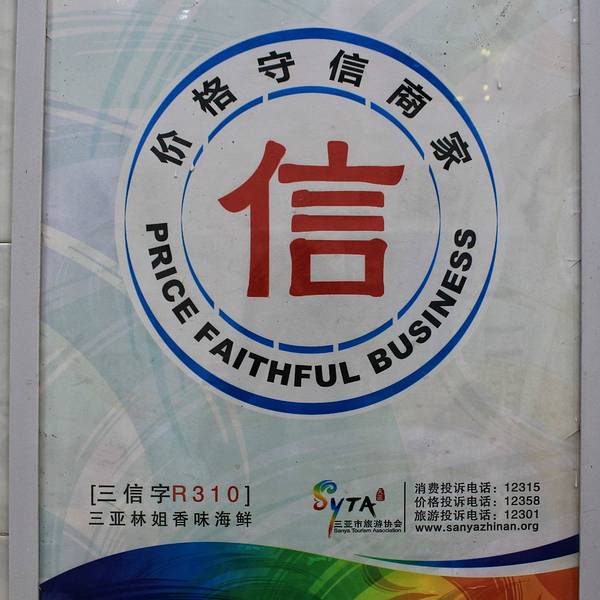 价格守信商家
信
PRICE FAITHFUL BUSINESS
[三信字R310]
三亚林姐香味海鲜
SYTA
三亚市旅游协会
Sanya Tourism Association
消费投诉电话：12315
价格投诉电话：12358
旅游投诉电话：12301
www.sanyazhinan.org